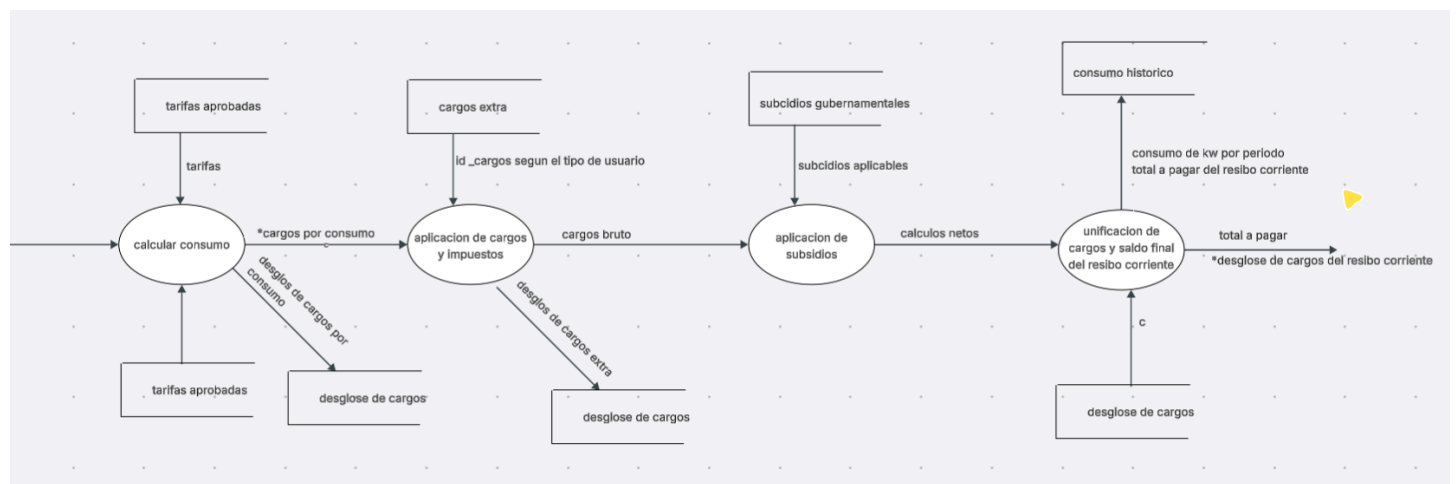 consumo historico
tarifas aprobadas
cargos extra
subcidios gubernamentales
tarifas
id _cargos segun el tipo de usuario
subcidios aplicables
consumo de kw por periodo
total a pagar del resibo corriente
calcular consumo
*cargos por consumo
c
aplicacion de cargos
y impuestos
cargos bruto
aplicacion de
subsidios
calculos netos
unificacion de
cargos y saldo final
del resibo corriente
total a pagar
*desglose de cargos del resibo corriente
desglos de cargos por
consumo
desglos de cargos extra
c
tarifas aprobadas
desglose de cargos
desglose de cargos
desglose de cargos